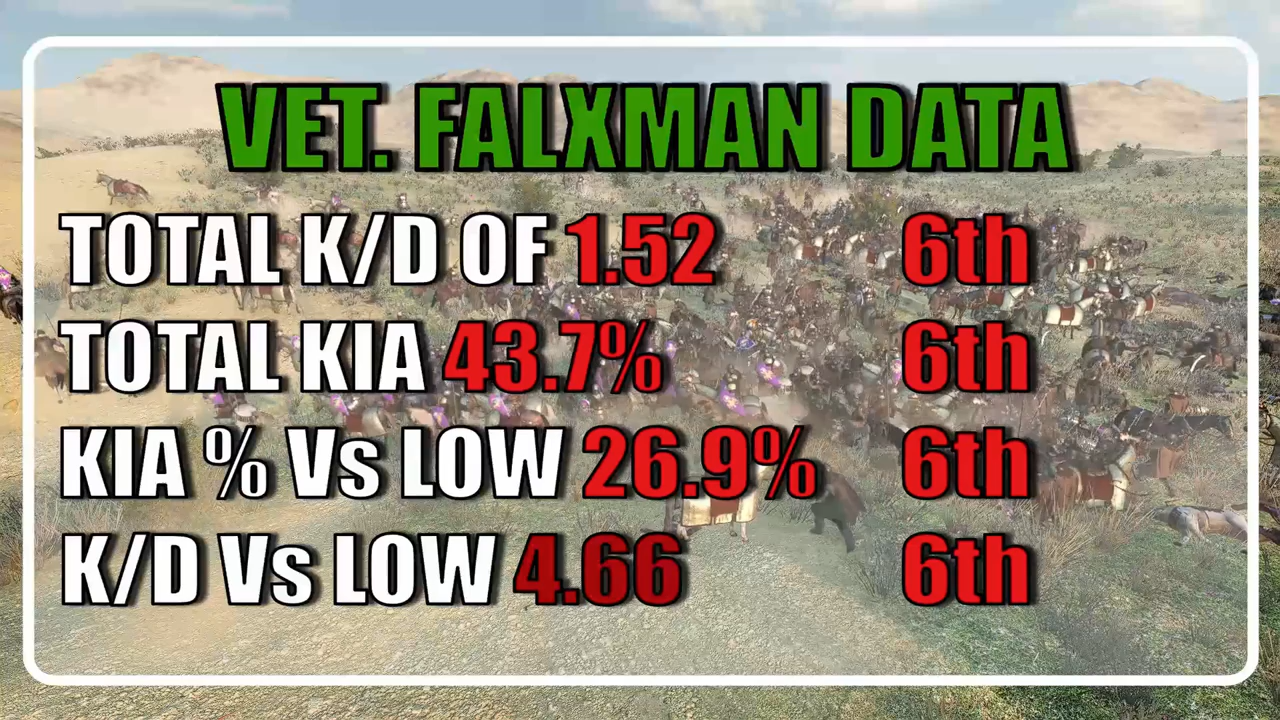 VET. FALXMAN DATA
TOTAL K/D OF 1.52 6th
TOTAL KIA 43.7% 6th
KIA % Vs LOW 26.9% 6th
K/D Vs LOW 4.66 6th